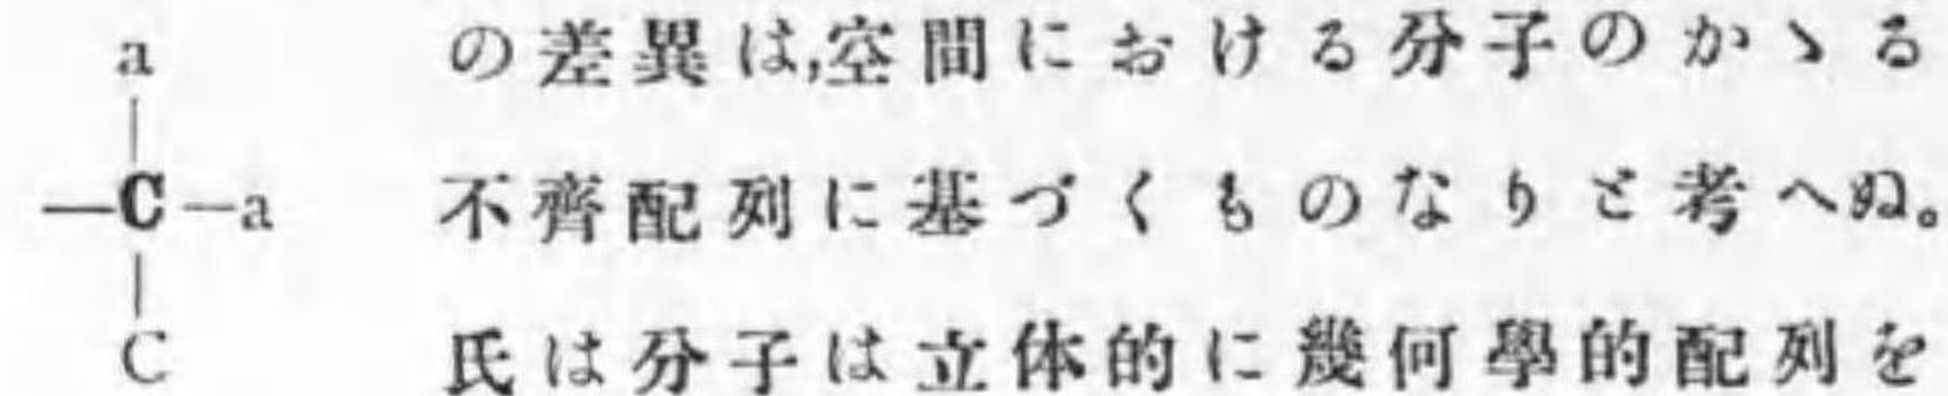 a
の差異は,空間における分子のかゝる
—C—a
不齊配列に基づくものなりと考へぬ。
C
氏は分子は立体的に幾何學的配列を